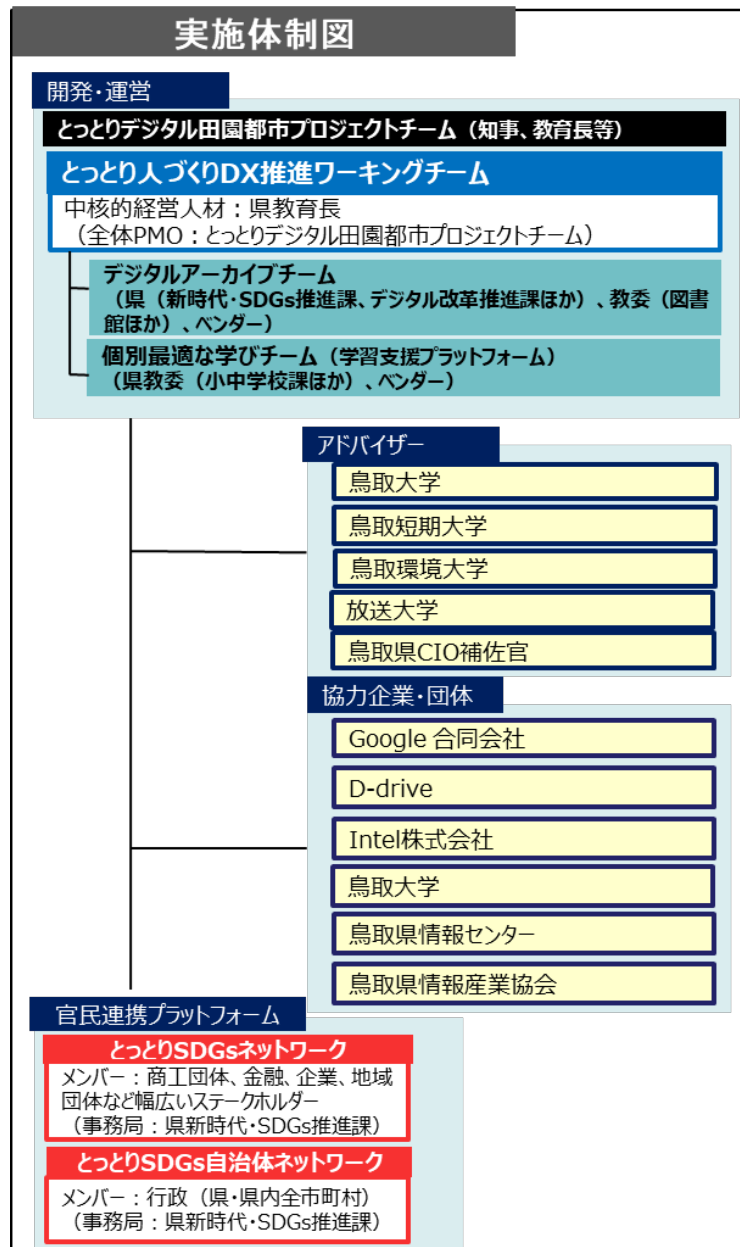 実施体制図
開発・運営
とっとりデジタル田園都市プロジェクトチーム（知事、教育長等）
とっとり人づくりDX推進ワーキングチーム
中核的経営人材：県教育長
（全体PMO：とっとりデジタル田園都市プロジェクトチーム）
デジタルアーカイブチーム
（県（新時代・SDGs推進課、デジタル改革推進課ほか）、教委（図書
館ほか）、ベンダー）
個別最適な学びチーム（学習支援プラットフォーム）
（県教委（小中学校課ほか）、ベンダー）
アドバイザー
鳥取大学
鳥取短期大学
鳥取環境大学
放送大学
鳥取県CIO補佐官
協力企業・団体
Google 合同会社
D-drive
Intel株式会社
鳥取大学
鳥取県情報センター
鳥取県情報産業協会
官民連携プラットフォーム
とっとりSDGsネットワーク
メンバー：商工団体、金融、企業、地域
団体など幅広いステークホルダー
（事務局：県新時代・SDGs推進課）
とっとりSDGs自治体ネットワーク
メンバー：行政（県・県内全市町村）
（事務局：県新時代・SDGs推進課）